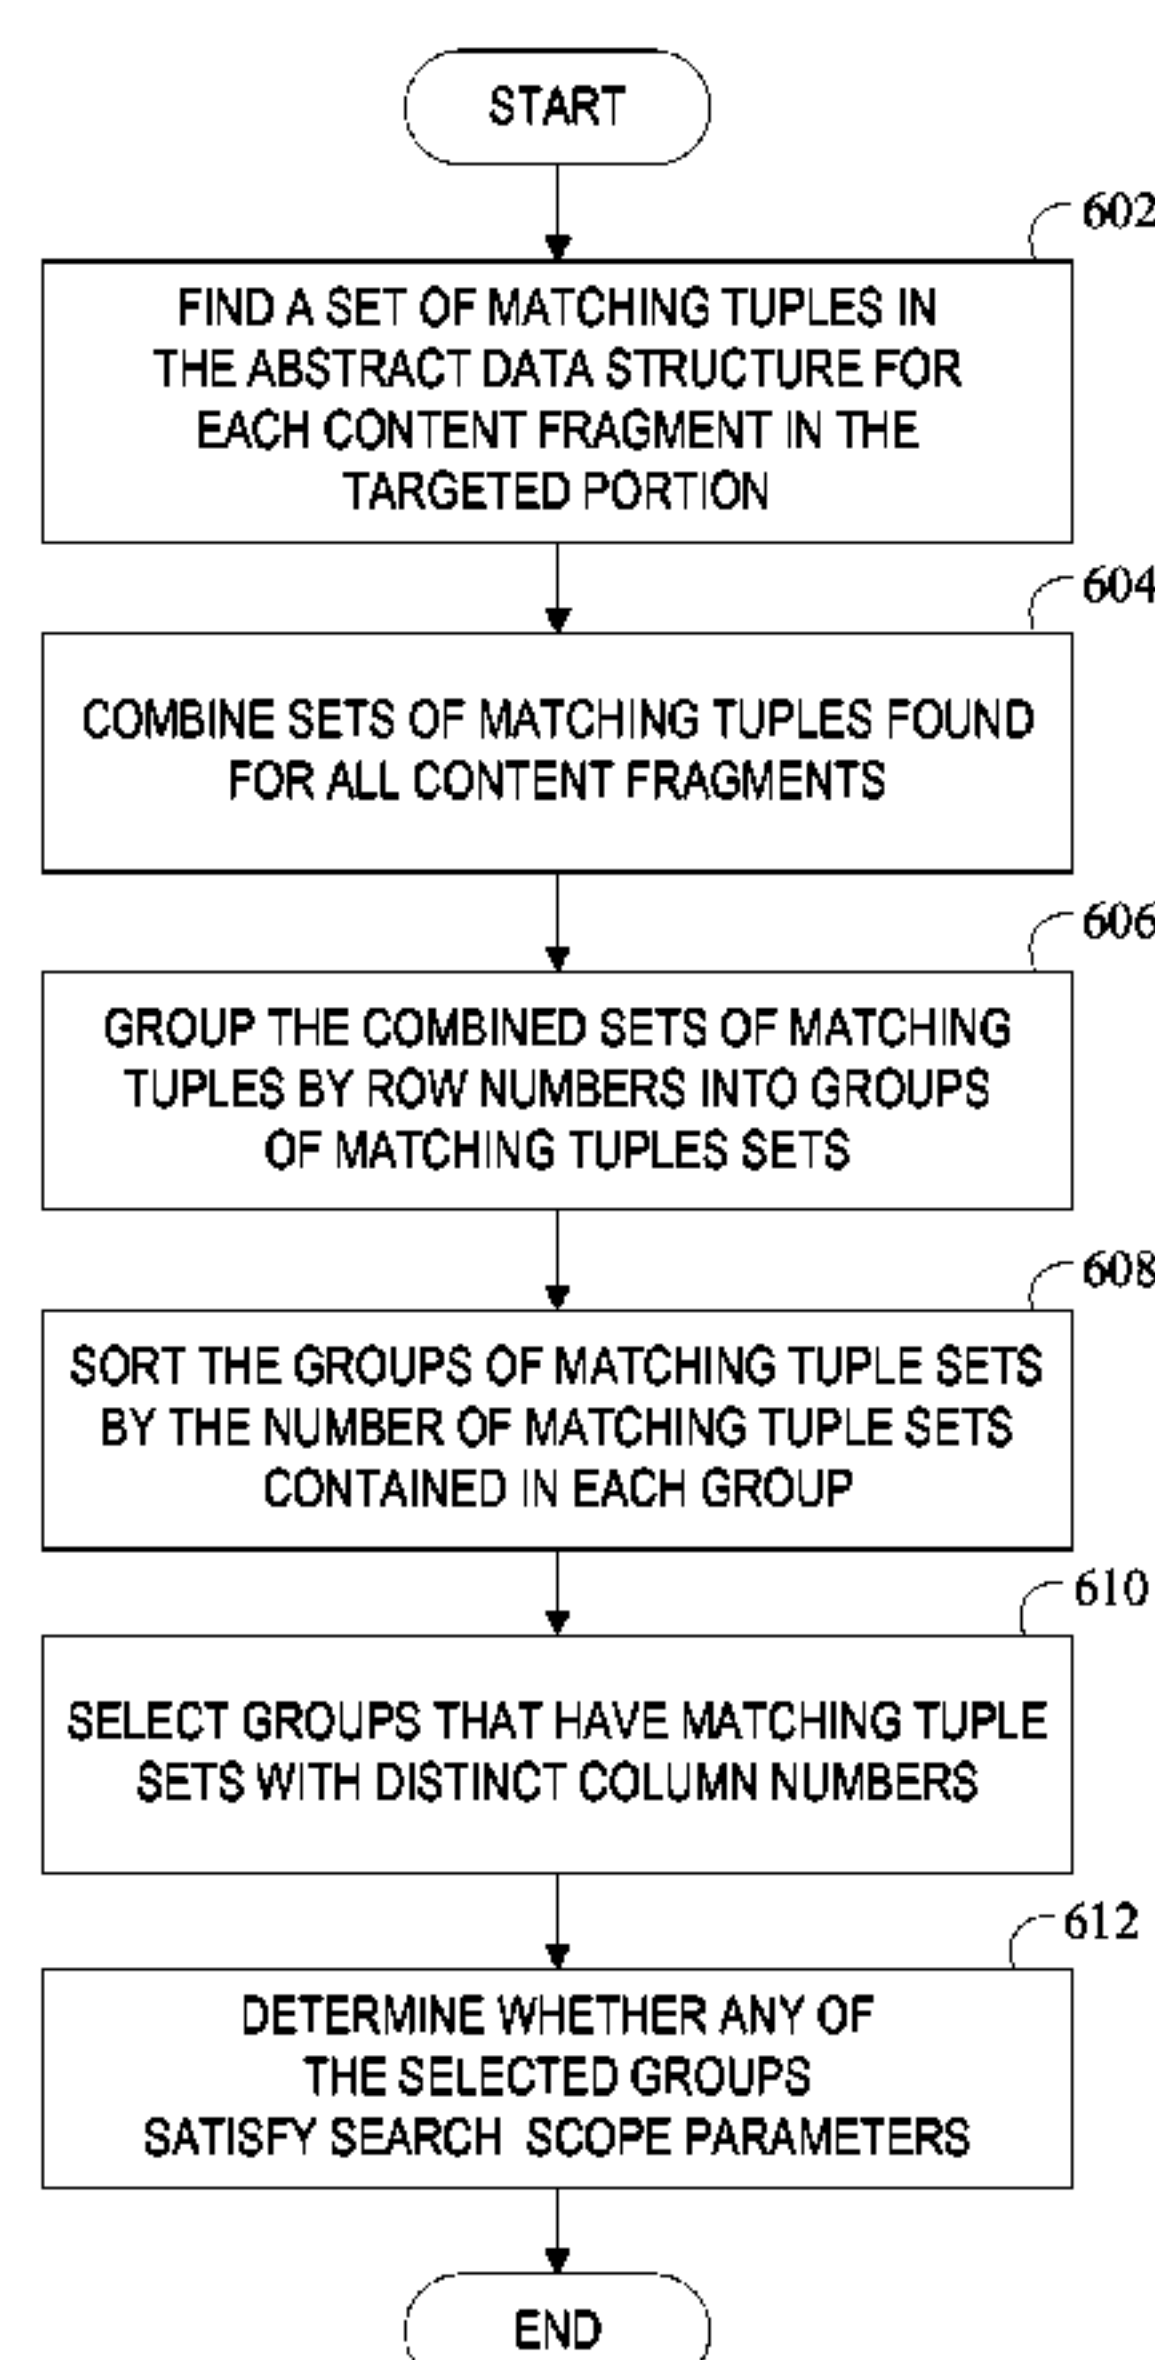 START
602
FIND A SET OF MATCHING TUPLES IN
THE ABSTRACT DATA STRUCTURE FOR
EACH CONTENT FRAGMENT IN THE
TARGETED PORTION
604
COMBINE SETS OF MATCHING TUPLES FOUND
FOR ALL CONTENT FRAGMENTS
606
GROUP THE COMBINED SETS OF MATCHING
TUPLES BY ROW NUMBERS INTO GROUPS
OF MATCHING TUPLES SETS
608
SORT THE GROUPS OF MATCHING TUPLE SETS
BY THE NUMBER OF MATCHING TUPLE SETS
CONTAINED IN EACH GROUP
610
SELECT GROUPS THAT HAVE MATCHING TUPLE
SETS WITH DISTINCT COLUMN NUMBERS
612
DETERMINE WHETHER ANY OF
THE SELECTED GROUPS
SATISFY SEARCH SCOPE PARAMETERS
END